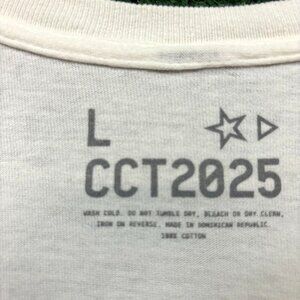 L
CCT2025
WASH COLD. DO NOT TUMBLE DRY, BLEACH OR DRY CLEAN,
IRON ON REVERSE. MADE IN DOMINICAN REPUBLIC.
100% COTTON